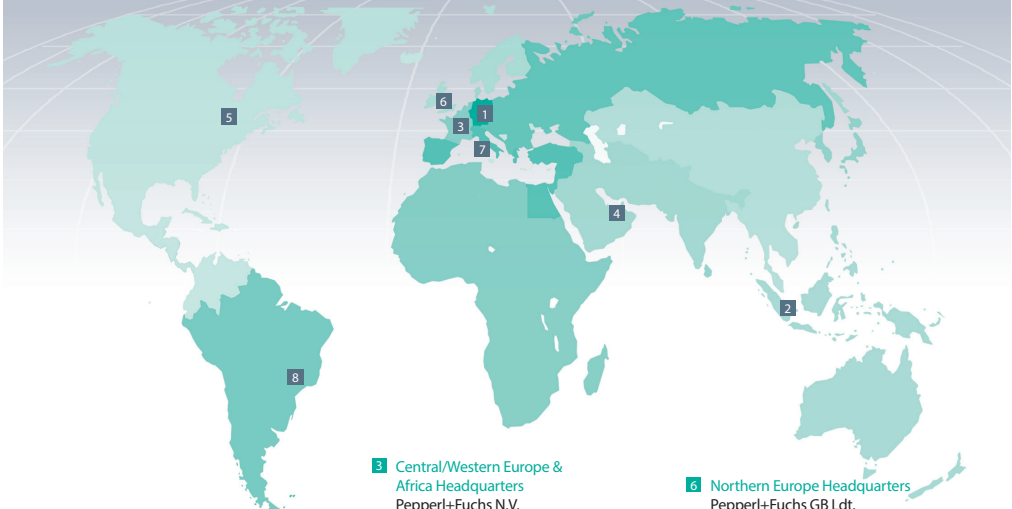 5
6
1
3
7
4
2
8
3 Central/Western Europe &
Africa Headquarters
Pepperl+Fuchs N.V.
6 Northern Europe Headquarters
Pepperl+Fuchs GB Ldt.